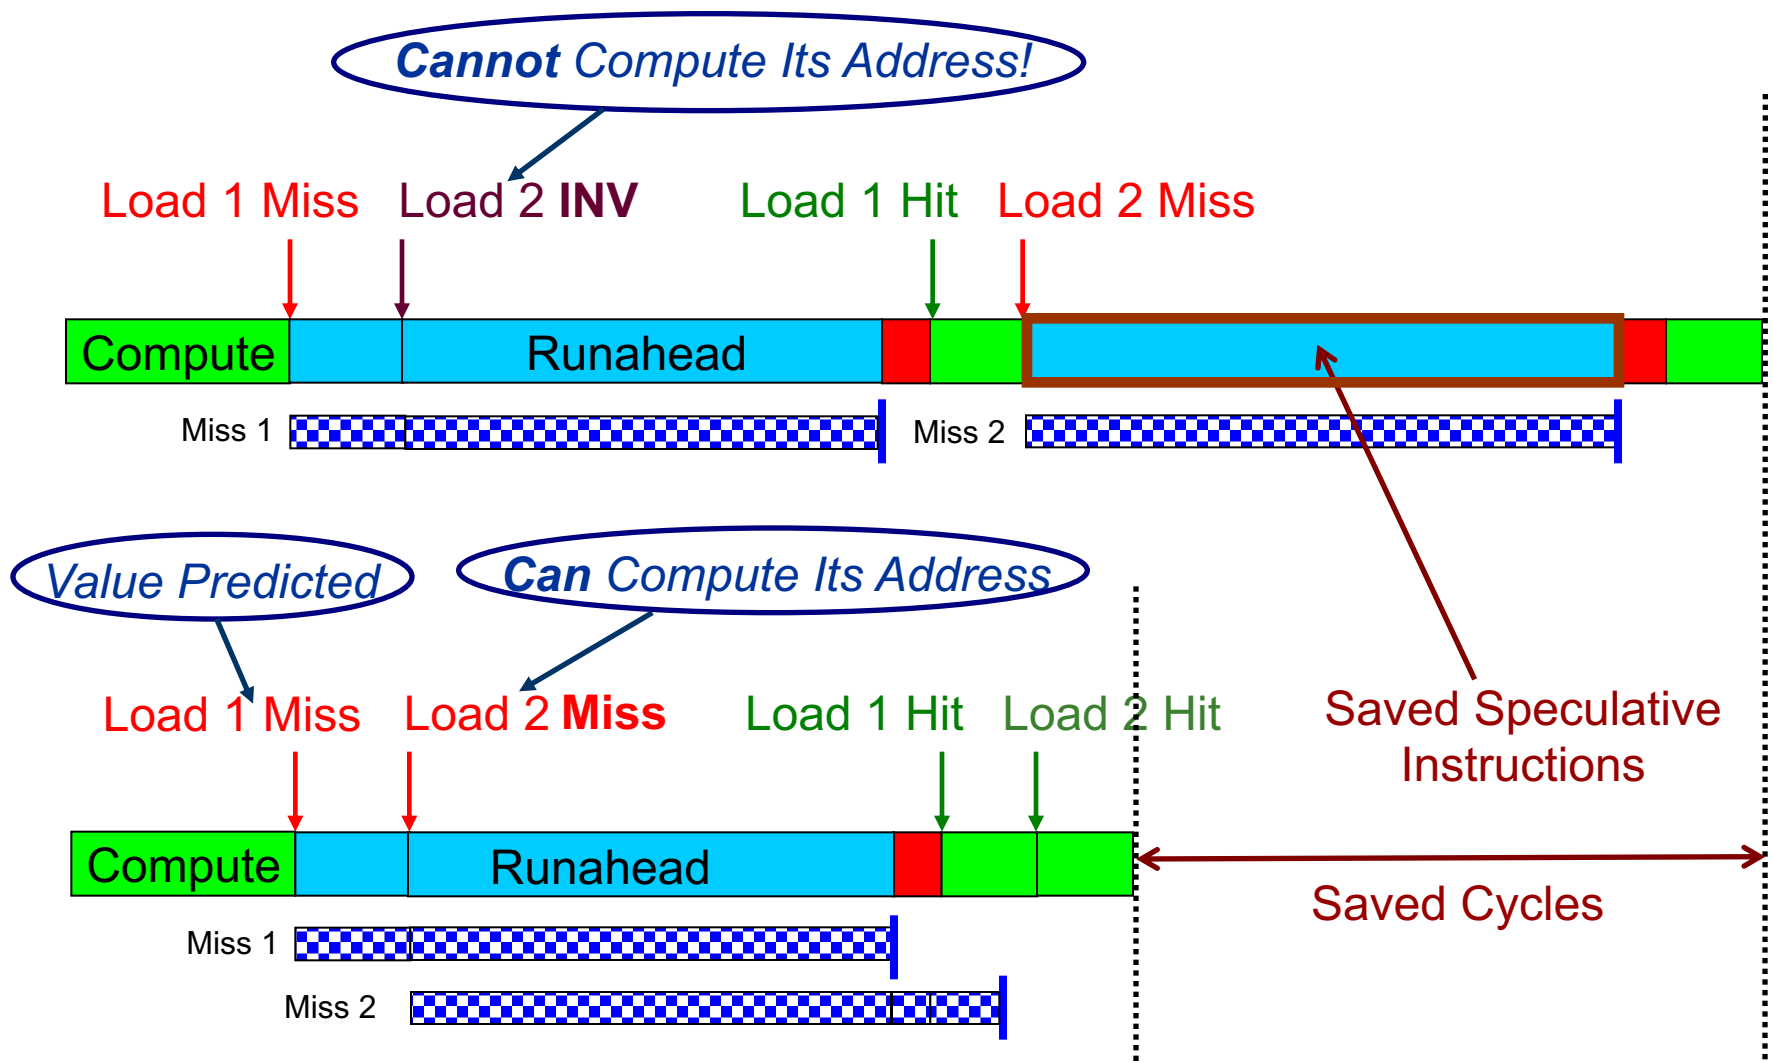 Cannot Compute Its Address!
Load 1 Miss Load 2 INV Load 1 Hit Load 2 Miss
Compute Runahead
Miss 1 Miss 2
Value Predicted Can Compute Its Address
Load 1 Miss Load 2 Miss Load 1 Hit Load 2 Hit
Saved Speculative
Instructions
Compute Runahead
Saved Cycles
Miss 1
Miss 2